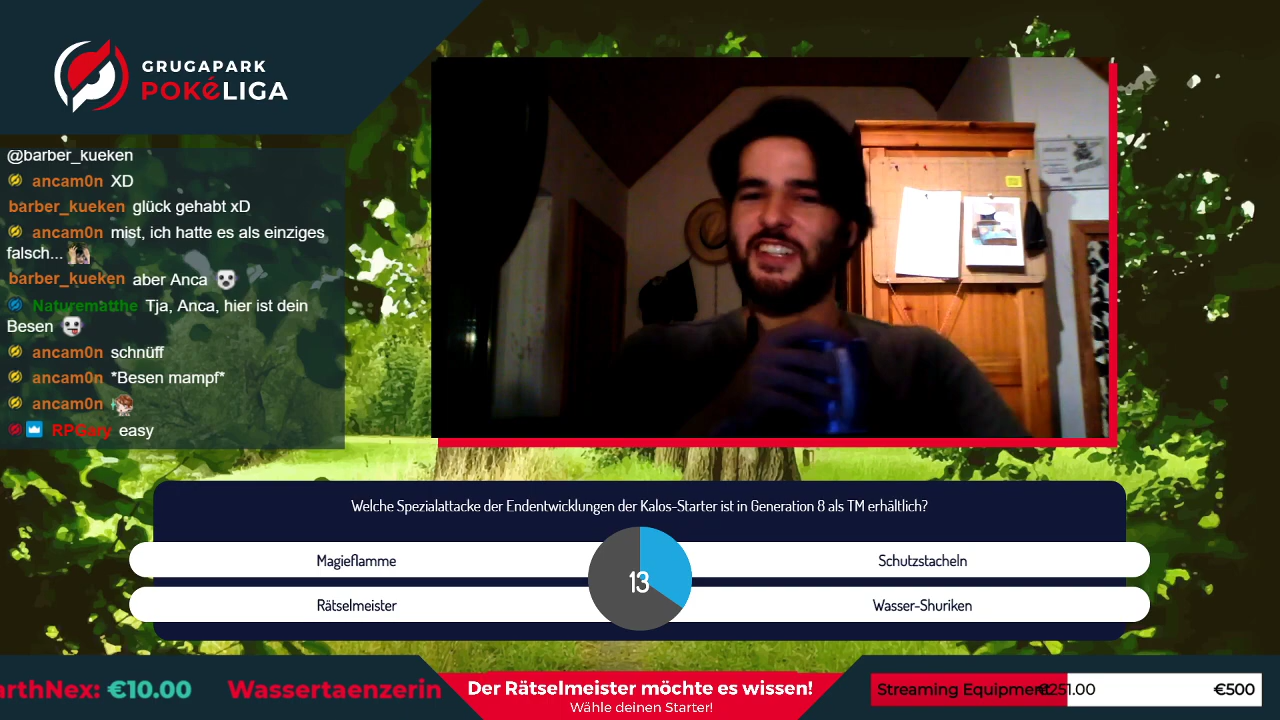 GRUGAPARK
POKéLIGA
@barber_kueken
ancam0n XD
barber_kueken glück gehabt xD
ancam0n mist, ich hatte es als einziges
falsch...
barber_kueken aber Anca
Naturematthe Tja, Anca, hier ist dein
Besen
ancam0n schnüff
ancam0n *Besen mampf*
ancam0n
RPGary easy
Welche Spezialattacke der Endentwicklungen der Kalos-Starter ist in Generation 8 als TM erhältlich?
Magieflamme
Schutzstacheln
13
Rätselmeister
Wasser-Shuriken
arthNex: €10.00 Wassertaenzerin
Der Rätselmeister möchte es wissen!
Wähle deinen Starter!
Streaming Equipment €251.00 €500